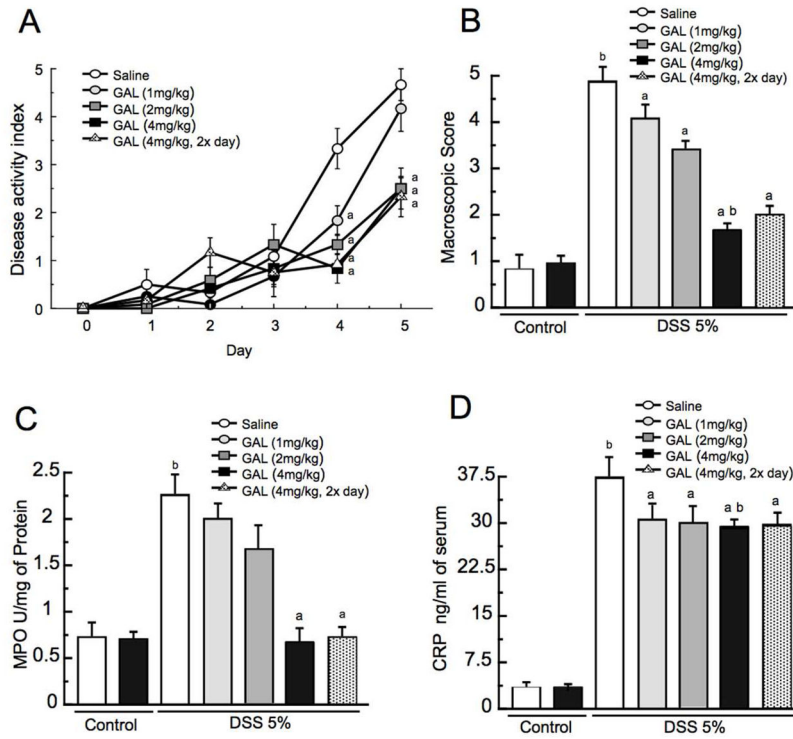 A
Saline
GAL (1mg/kg)
GAL (2mg/kg)
GAL (4mg/kg)
GAL (4mg/kg, 2x day)
Disease activity index
5
4
3
2
1
0
a
a
a
a
a
a
a
0 1 2 3 4 5
Day
B
Saline
GAL (1mg/kg)
GAL (2mg/kg)
GAL (4mg/kg)
GAL (4mg/kg, 2x day)
Macroscopic Score
5
4
3
2
1
0
b
a
a
a b
a
Control DSS 5%
C
Saline
GAL (1mg/kg)
GAL (2mg/kg)
GAL (4mg/kg)
GAL (4mg/kg, 2x day)
MPO U/mg of Protein
2.5
2
1.5
1
0.5
0
b
a
a
Control DSS 5%
D
Saline
GAL (1mg/kg)
GAL (2mg/kg)
GAL (4mg/kg)
GAL (4mg/kg, 2x day)
CRP ng/ml of serum
37.5
30
22.5
15
7.5
0
b
a
a
a b
a
Control DSS 5%